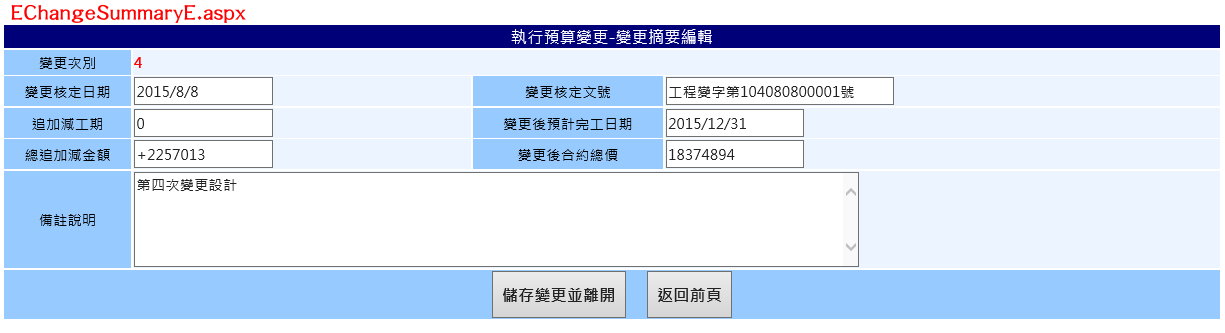 EChangeSummaryE.aspx
執行預算變更-變更摘要編輯
變更次別 4
變更核定日期 2015/8/8 變更核定文號 工程變字第104080800001號
追加減工期 0 變更後預計完工日期 2015/12/31
總追加減金額 +2257013 變更後合約總價 18374894
備註說明 第四次變更設計
儲存變更並離開 返回前頁